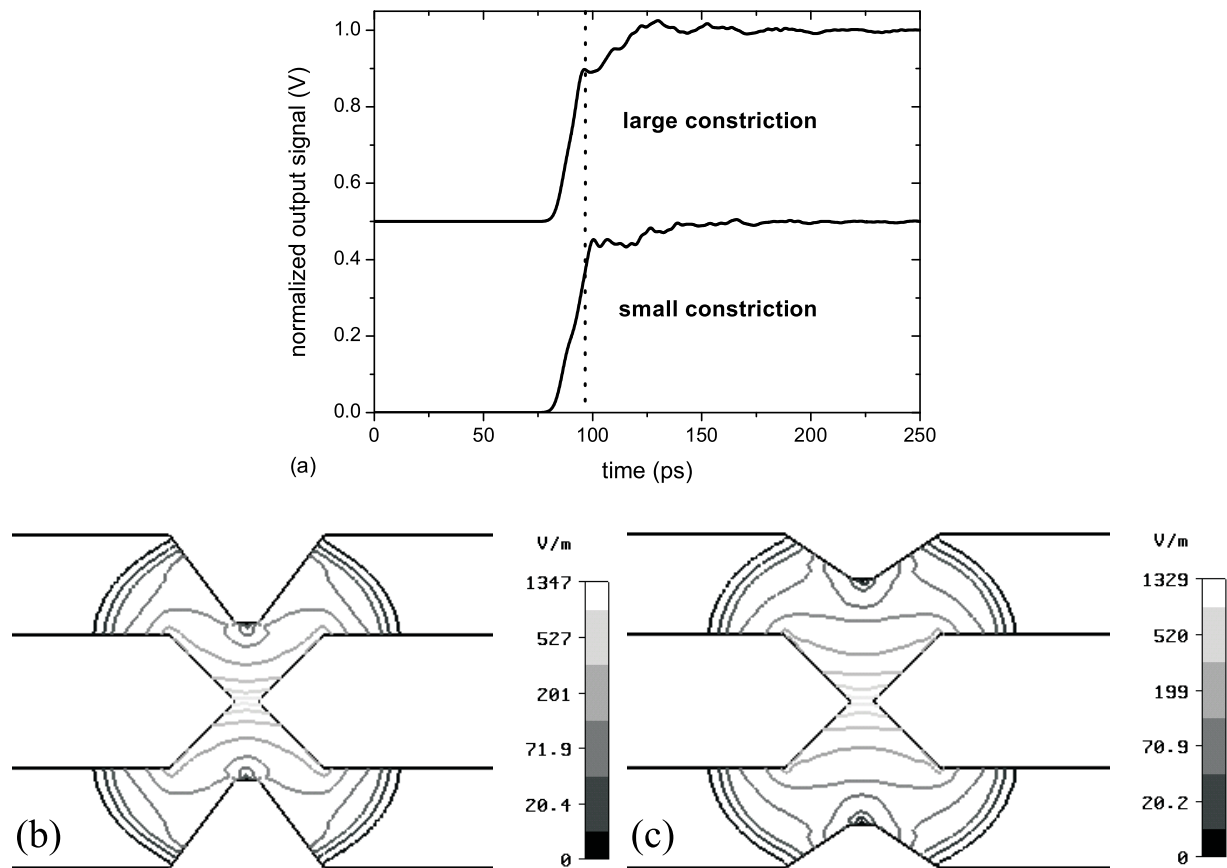 1.0
0.8
0.6
0.4
0.2
0.0
normalized output signal (V)
large constriction
small constriction
0
50
100
150
200
250
(a)
time (ps)
V/m
1347
527
201
71.9
20.4
0
(b)
V/m
1329
520
199
70.9
20.2
0
(c)